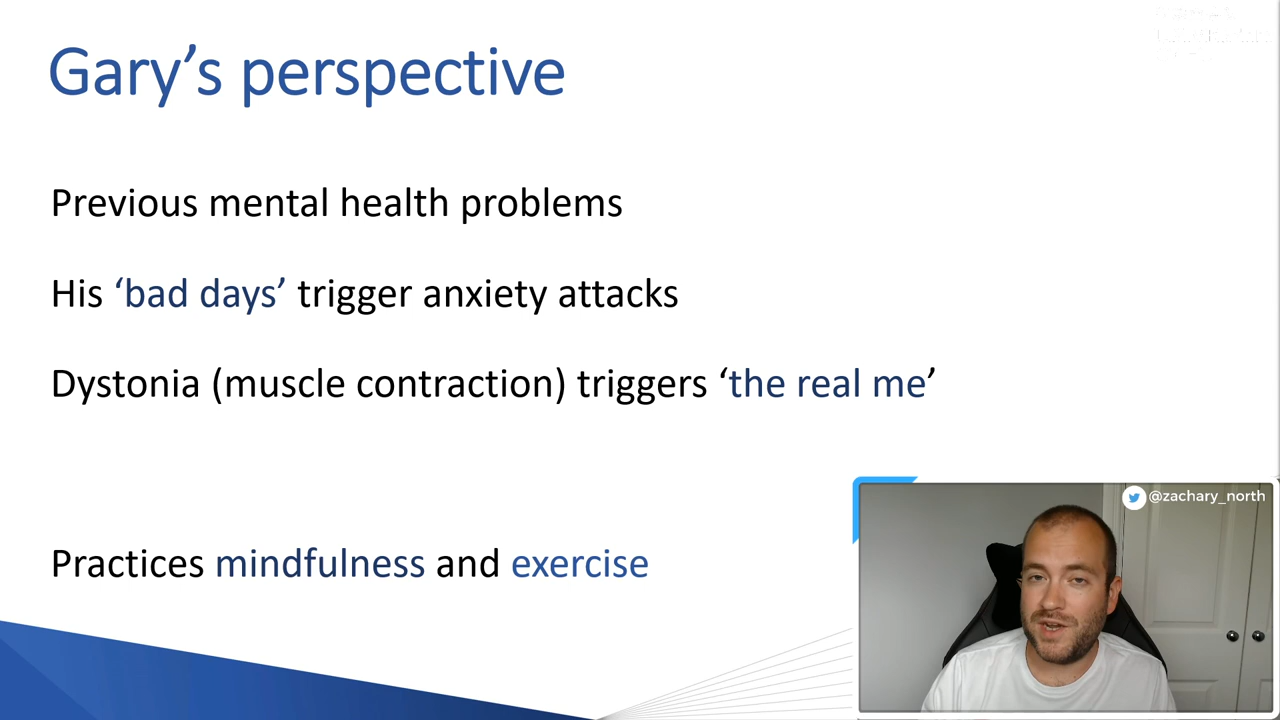 Gary’s perspective
Previous mental health problems
His ‘bad days’ trigger anxiety attacks
Dystonia (muscle contraction) triggers ‘the real me’
Practices mindfulness and exercise
@zachary_north